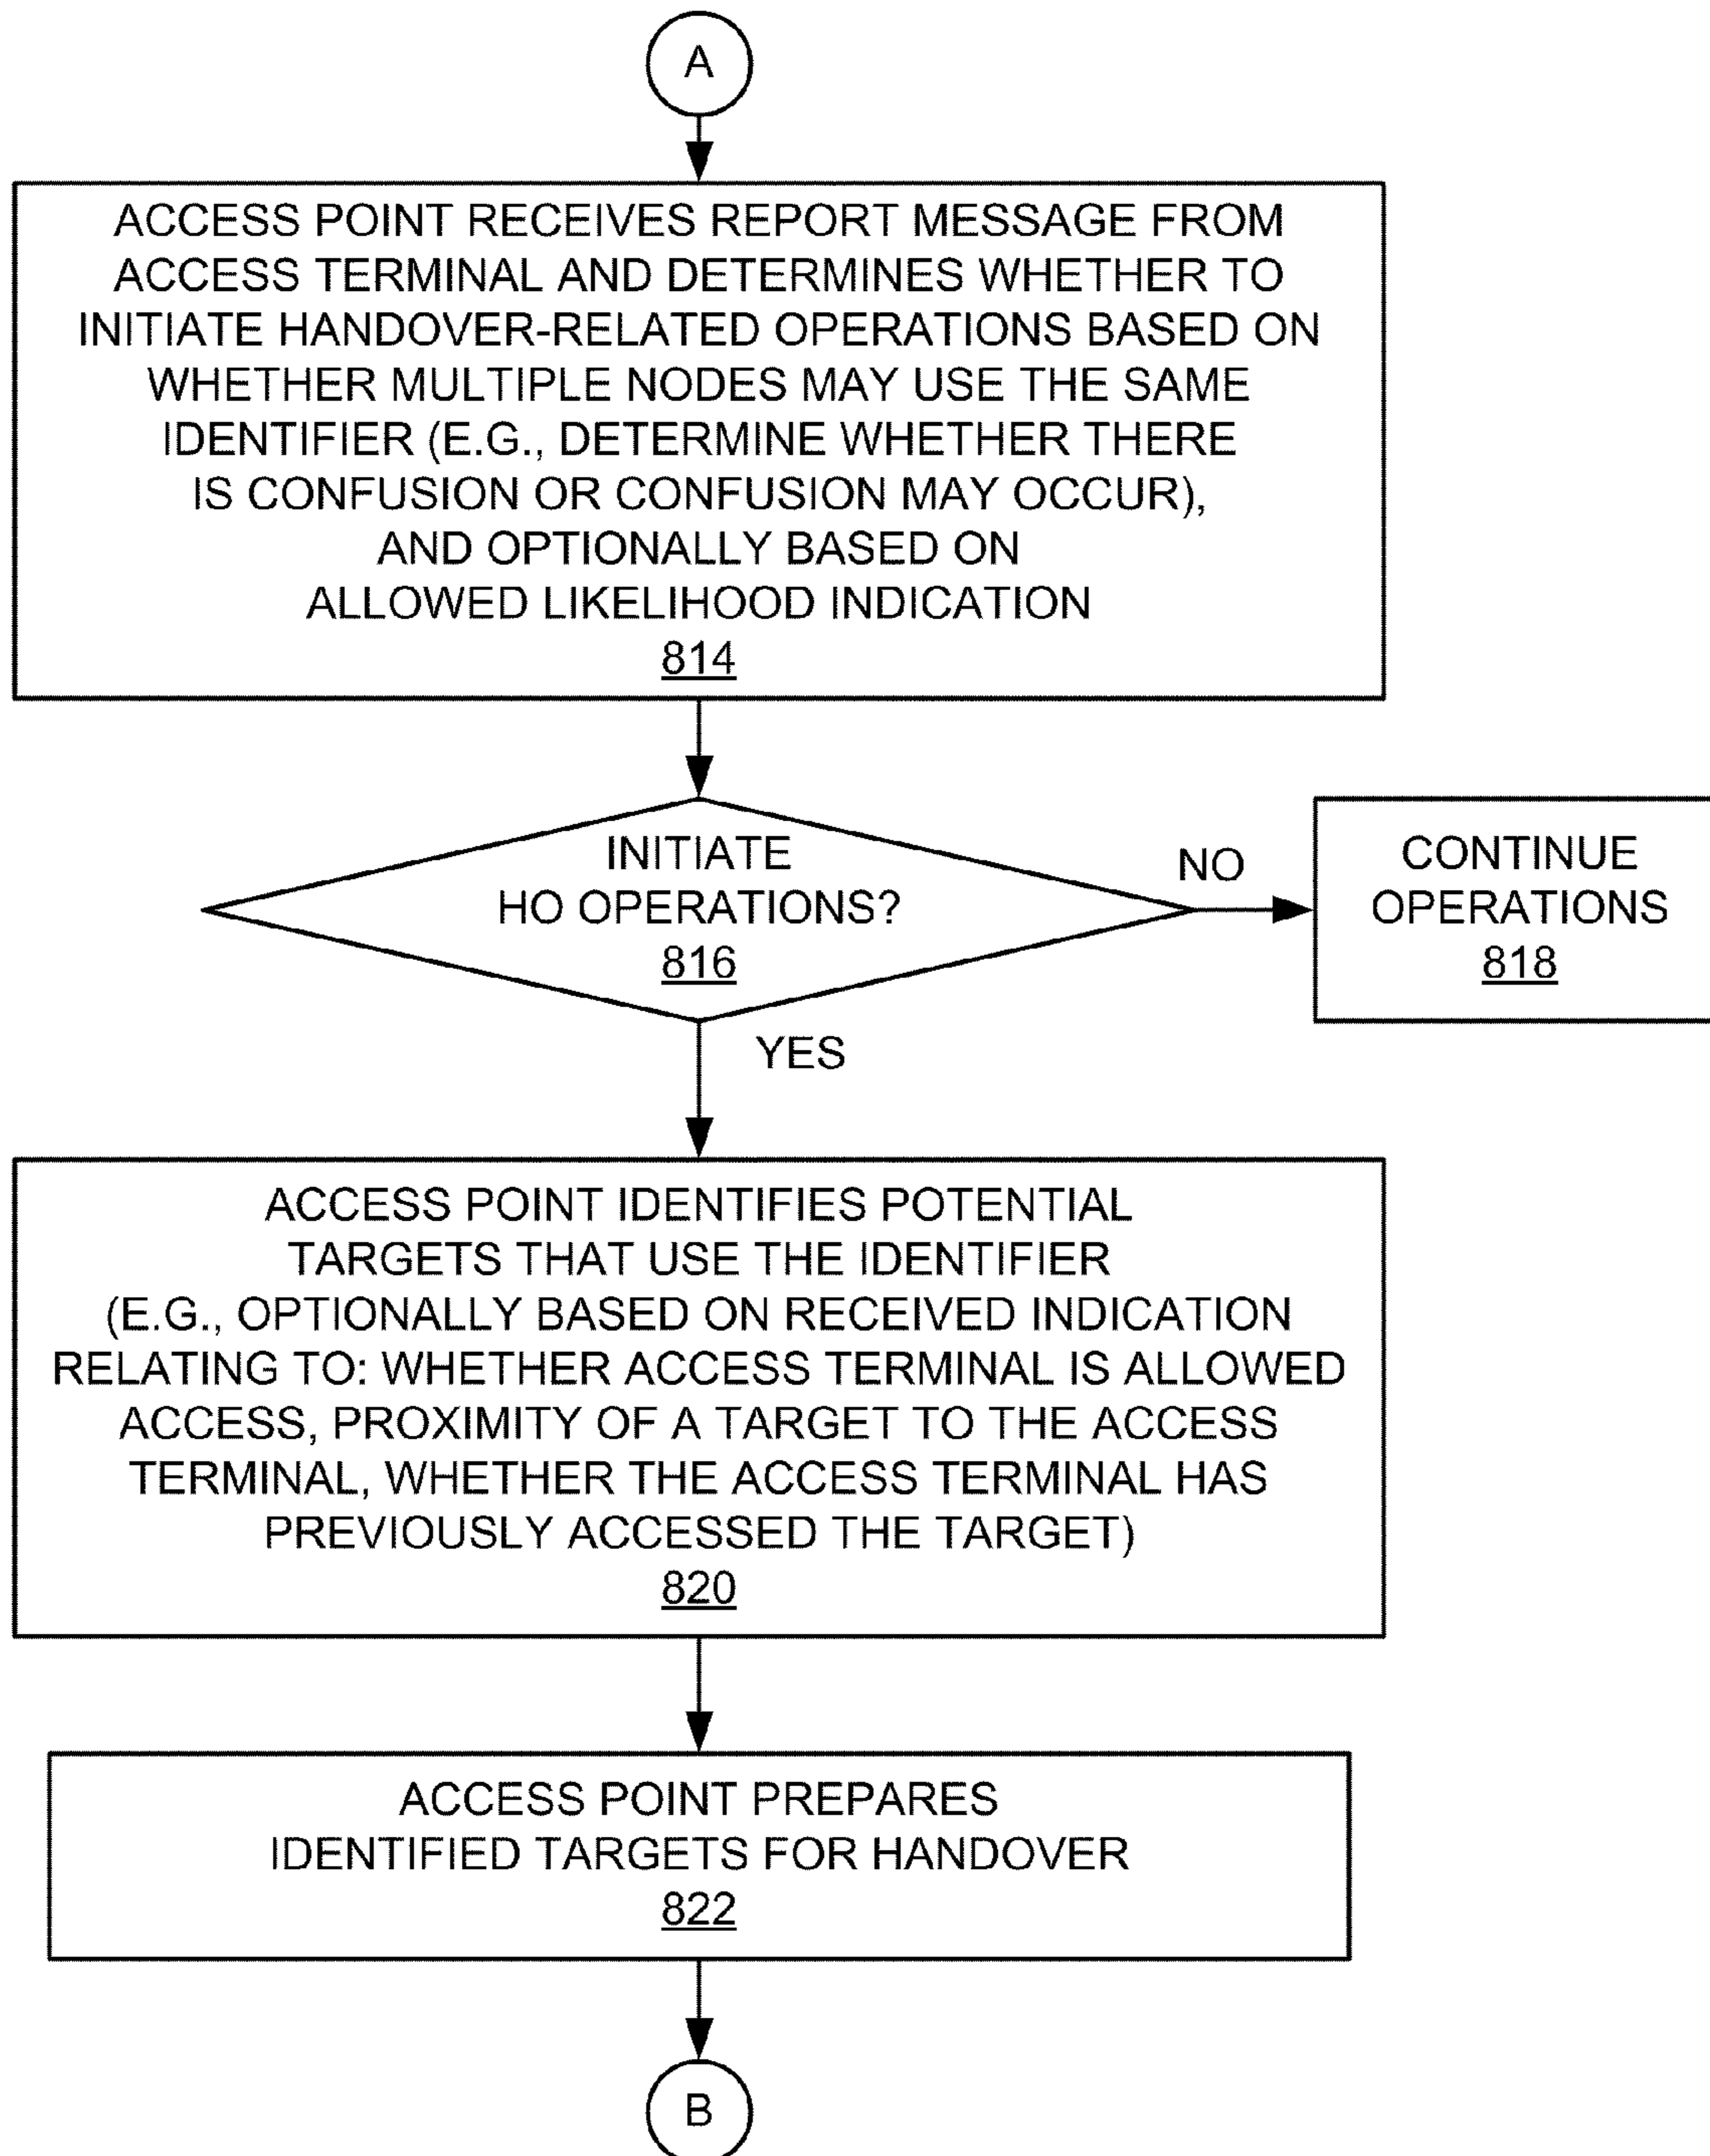 A
ACCESS POINT RECEIVES REPORT MESSAGE FROM
ACCESS TERMINAL AND DETERMINES WHETHER TO
INITIATE HANDOVER-RELATED OPERATIONS BASED ON
WHETHER MULTIPLE NODES MAY USE THE SAME
IDENTIFIER (E.G., DETERMINE WHETHER THERE
IS CONFUSION OR CONFUSION MAY OCCUR),
AND OPTIONALLY BASED ON
ALLOWED LIKELIHOOD INDICATION
814
INITIATE
HO OPERATIONS?
816
NO
CONTINUE
OPERATIONS
818
YES
ACCESS POINT IDENTIFIES POTENTIAL
TARGETS THAT USE THE IDENTIFIER
(E.G., OPTIONALLY BASED ON RECEIVED INDICATION
RELATING TO: WHETHER ACCESS TERMINAL IS ALLOWED
ACCESS, PROXIMITY OF A TARGET TO THE ACCESS
TERMINAL, WHETHER THE ACCESS TERMINAL HAS
PREVIOUSLY ACCESSED THE TARGET)
820
ACCESS POINT PREPARES
IDENTIFIED TARGETS FOR HANDOVER
822
B